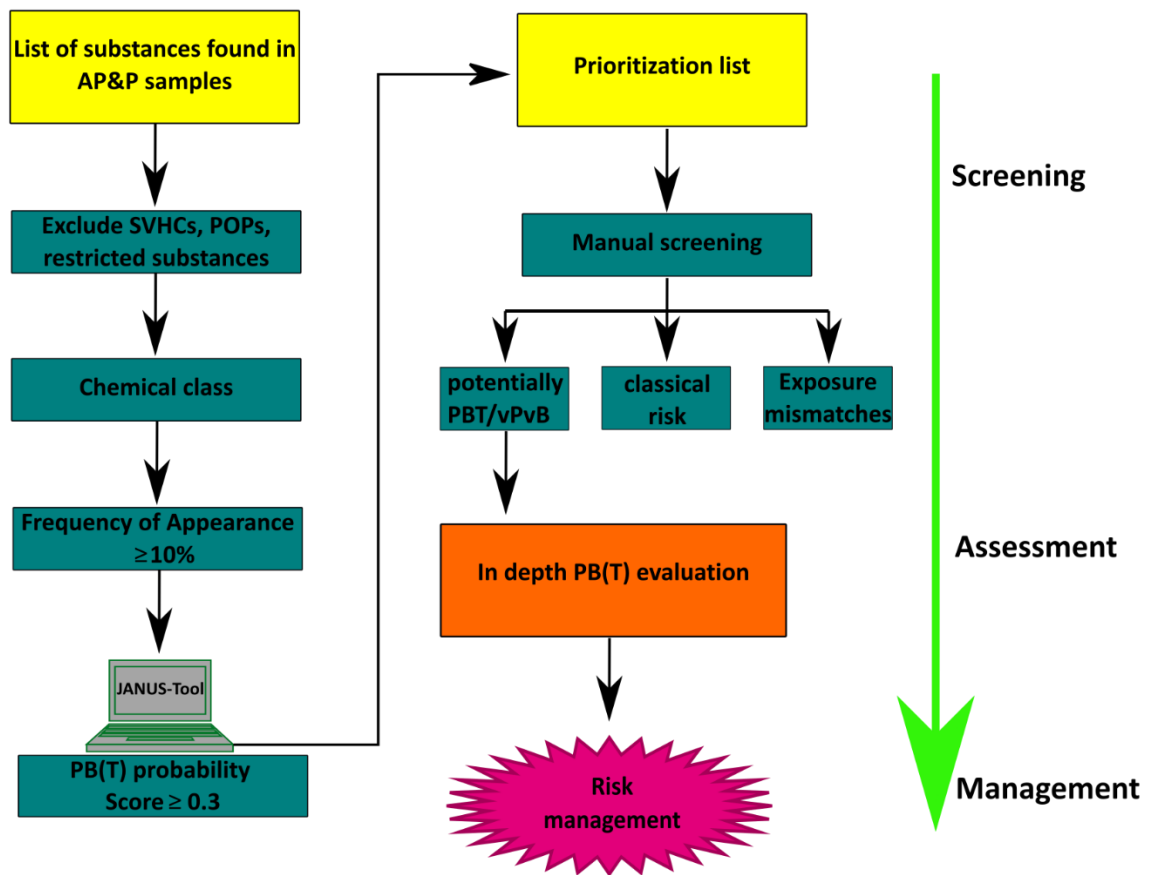 List of substances found in
AP&P samples
Exclude SVHCs, POPs,
restricted substances
Chemical class
Frequency of Appearance
≥10%
JANUS-Tool
PB(T) probability
Score ≥ 0.3
Prioritization list
Manual screening
potentially
PBT/vPvB
classical
risk
Exposure
mismatches
In depth PB(T) evaluation
Risk
management
Screening
Assessment
Management